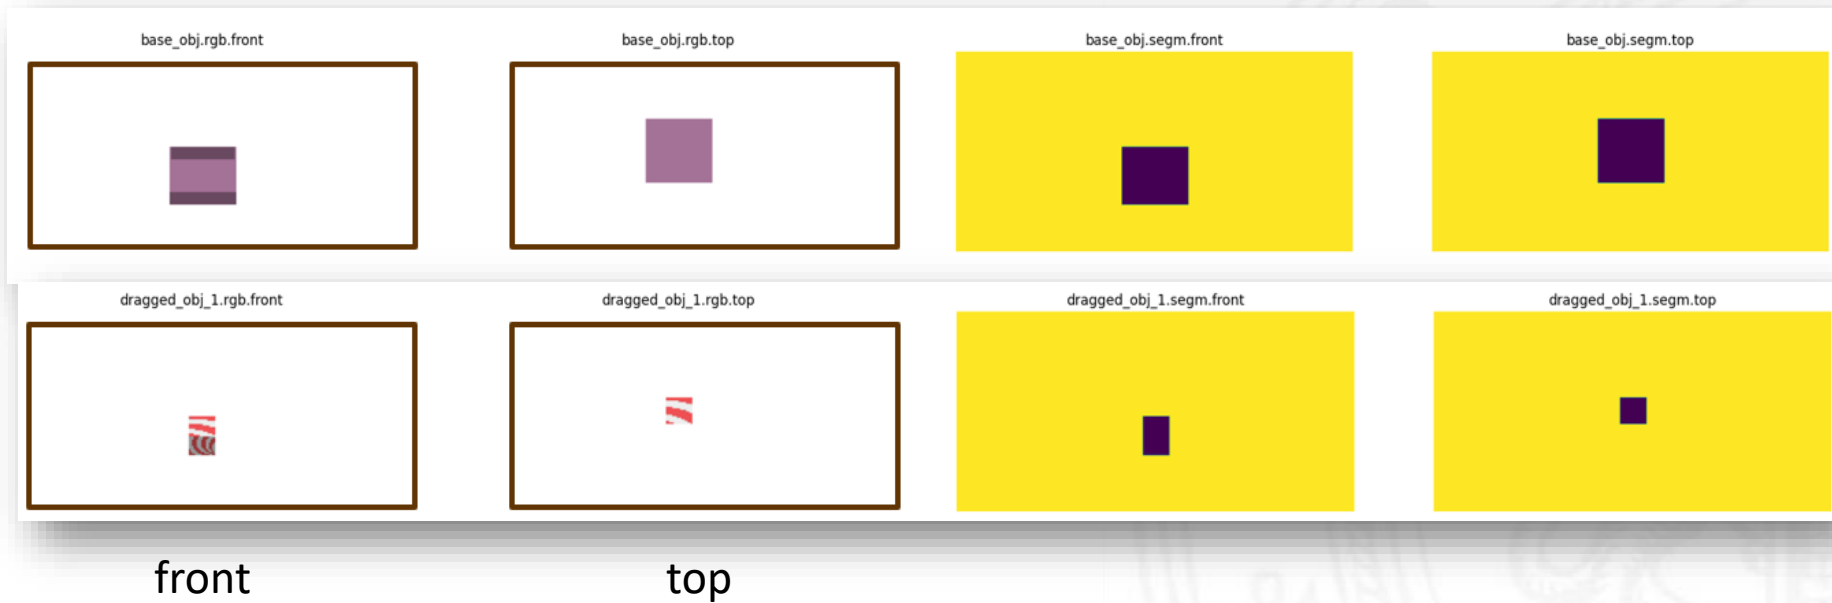 base_obj.rgb.front
base_obj.rgb.top
base_obj.segm.front
base_obj.segm.top
dragged_obj_1.rgb.front
dragged_obj_1.rgb.top
dragged_obj_1.segm.front
dragged_obj_1.segm.top
front
top